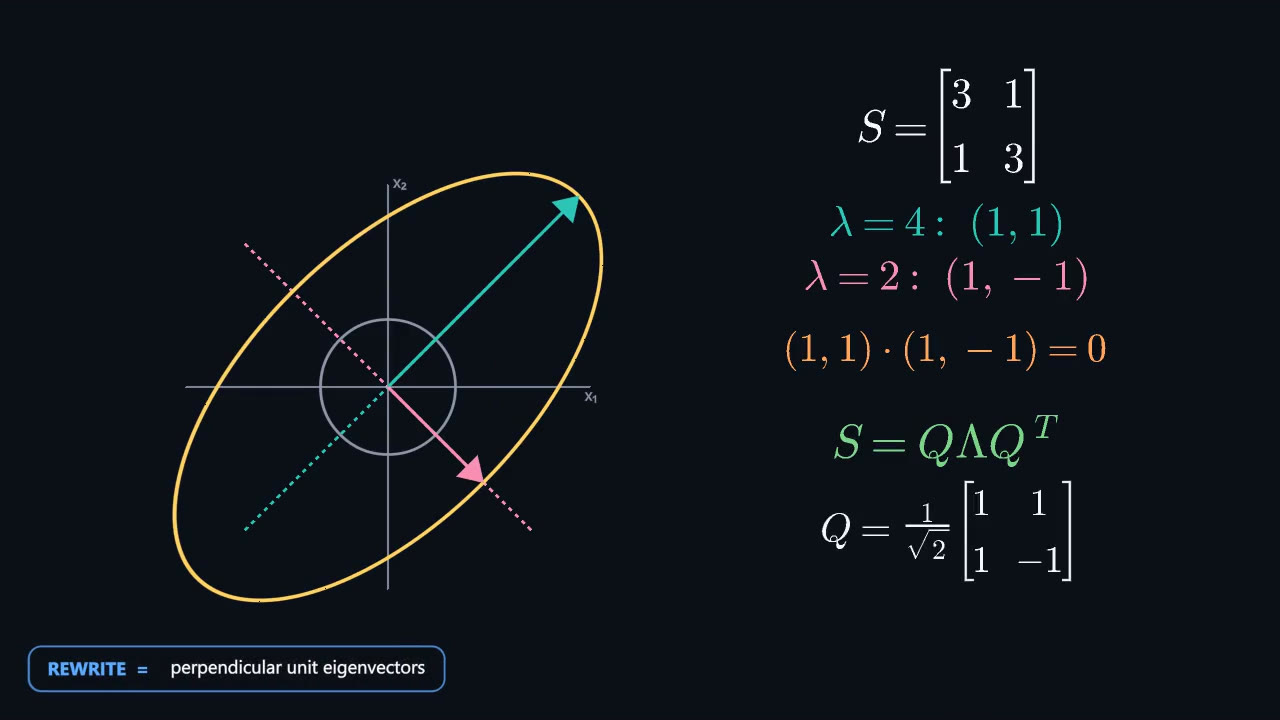 x₂
x₁
S = [3 1
1 3]
λ = 4 : (1, 1)
λ = 2 : (1, −1)
(1, 1) · (1, −1) = 0
S = QΛQᵀ
Q = 1/√2 [1 1
1 −1]
REWRITE = perpendicular unit eigenvectors